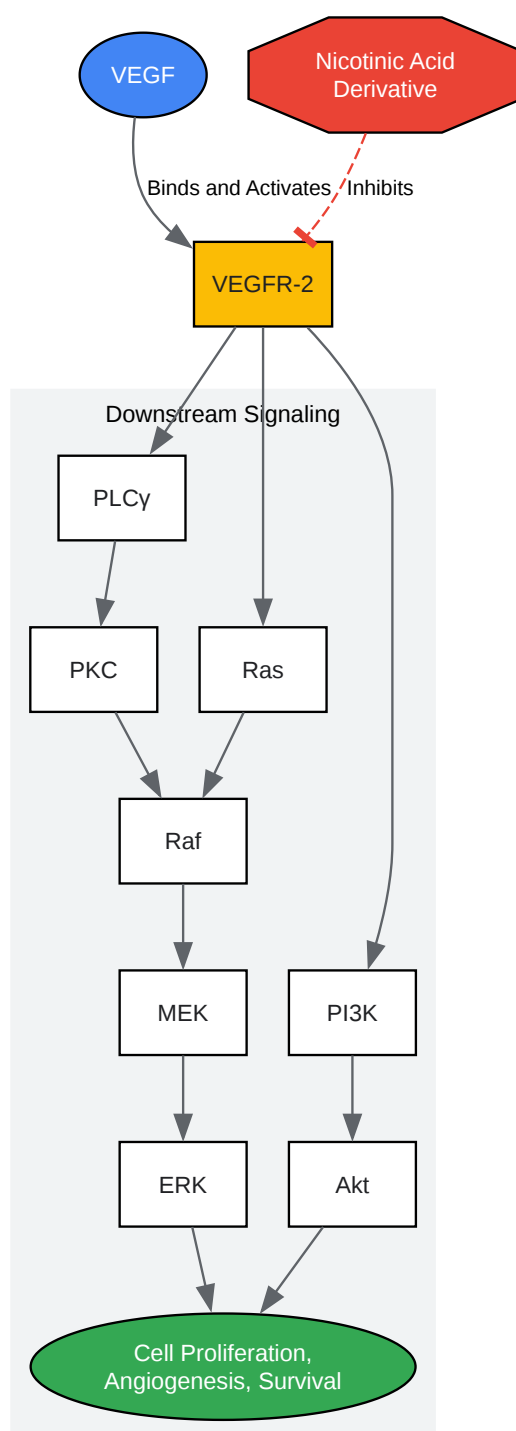 VEGF
Nicotinic Acid
Derivative
Binds and Activates
Inhibits
VEGFR-2
Downstream Signaling
PLCγ
PKC
Ras
Raf
MEK
PI3K
ERK
Akt
Cell Proliferation,
Angiogenesis, Survival